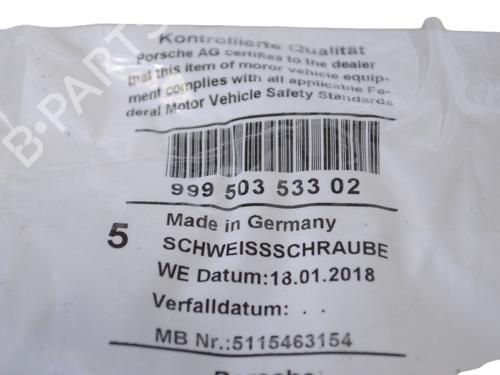 Kontrollierte Qualität
Porsche AG certifies to the dealer
that this item of moror vehicle equip-
ment complies with all applicable Fe-
deral Motor Vehicle Safety Standards
999 503 533 02
5
Made in Germany
SCHWEISSSCHRAUBE
WE Datum:18.01.2018
Verfalldatum: . .
MB Nr.:5115463154
Porsche:
B-PARTS